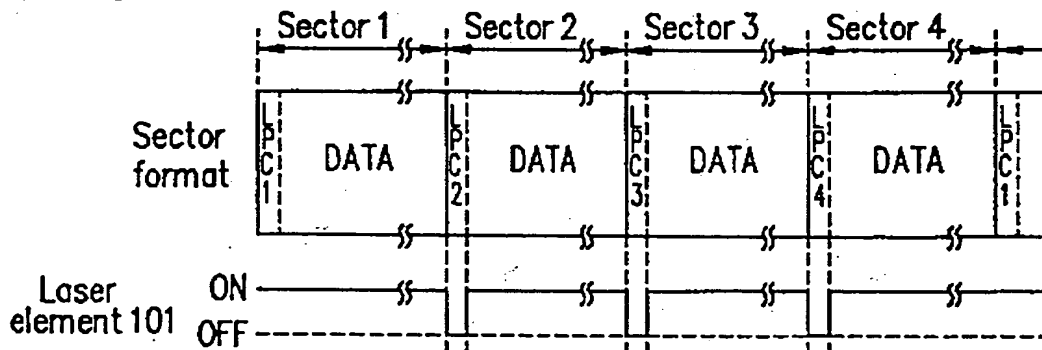 Sector 1 Sector 2 Sector 3 Sector 4
Sector format
LPC1 DATA LPC2 DATA LPC3 DATA LPC4 DATA LPC1
Laser element 101
ON
OFF